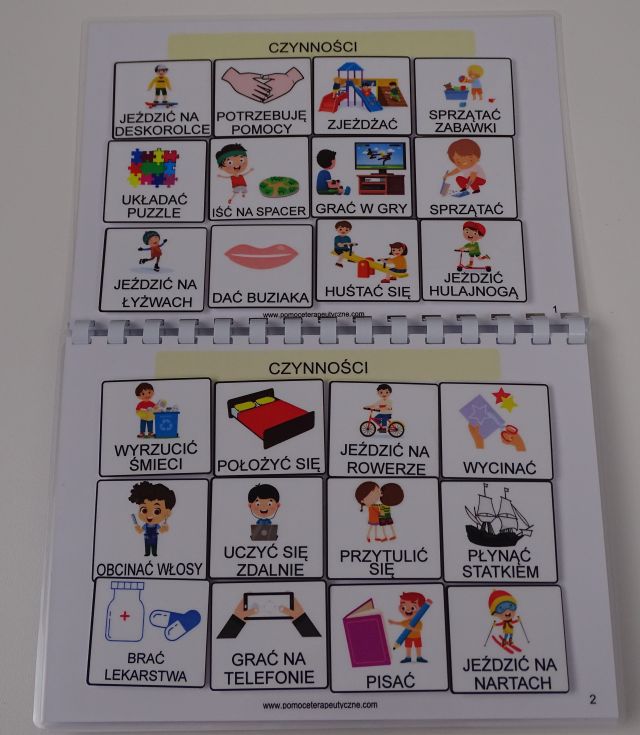 CZYNNOŚCI
JEŹDZIĆ NA
DESKOROLCE
POTRZEBUJĘ
POMOCY
ZJEŻDŻAĆ
SPRZĄTAĆ
ZABAWKI
UKŁADAĆ
PUZZLE
IŚĆ NA SPACER
GRAĆ W GRY
SPRZĄTAĆ
JEŹDZIĆ NA
ŁYŻWACH
DAĆ BUZIAKA
HUŚTAĆ SIĘ
JEŹDZIĆ
HULAJNOGĄ
www.pomoceterapeutyczne.com
1
CZYNNOŚCI
WYRZUCIĆ
ŚMIECI
POŁOŻYĆ SIĘ
JEŹDZIĆ NA
ROWERZE
WYCINAĆ
OBCINAĆ WŁOSY
UCZYĆ SIĘ
ZDALNIE
PRZYTULIĆ
SIĘ
PŁYNĄĆ
STATKIEM
BRAĆ
LEKARSTWA
GRAĆ NA
TELEFONIE
PISAĆ
JEŹDZIĆ NA
NARTACH
www.pomoceterapeutyczne.com
2